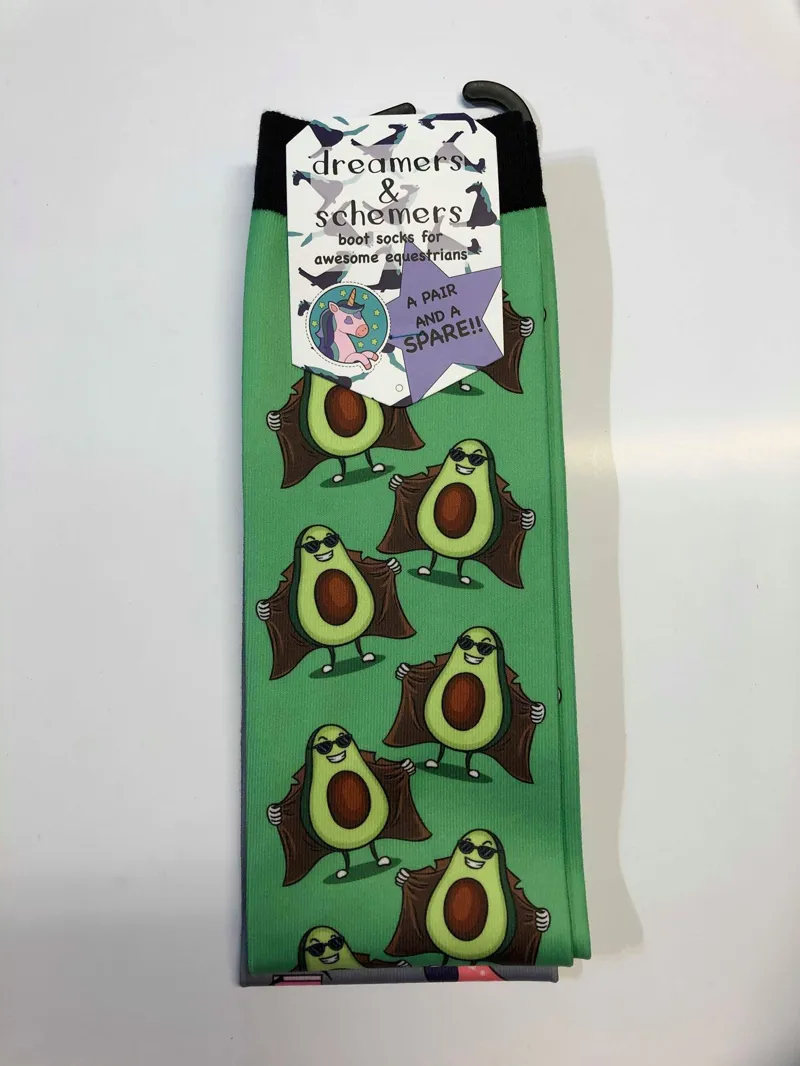 dreamers
&
schemers
boot socks for
awesome equestrians
A PAIR
AND A
SPARE!!